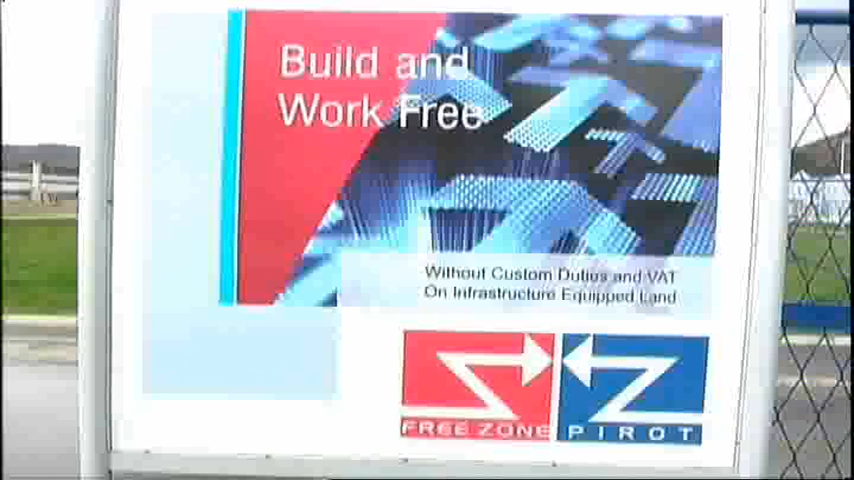 Build and
Work Free
Without Custom Duties and VAT
On Infrastructure Equipped Land
FREE ZONE PIROT